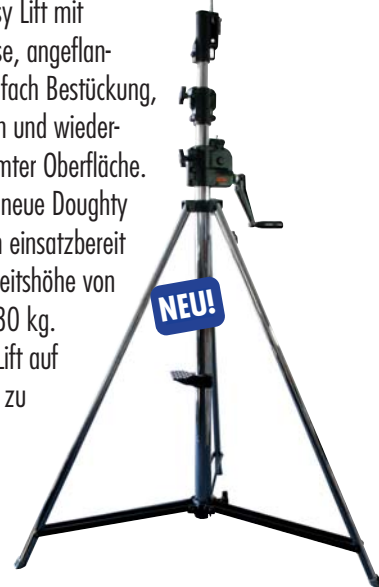 sy Lift mit
se, angeflan-
fach Bestückung,
n und wieder-
mter Oberfläche.
neue Doughty
n einsatzbereit
eitshöhe von
30 kg.
Lift auf
zu
NEU!